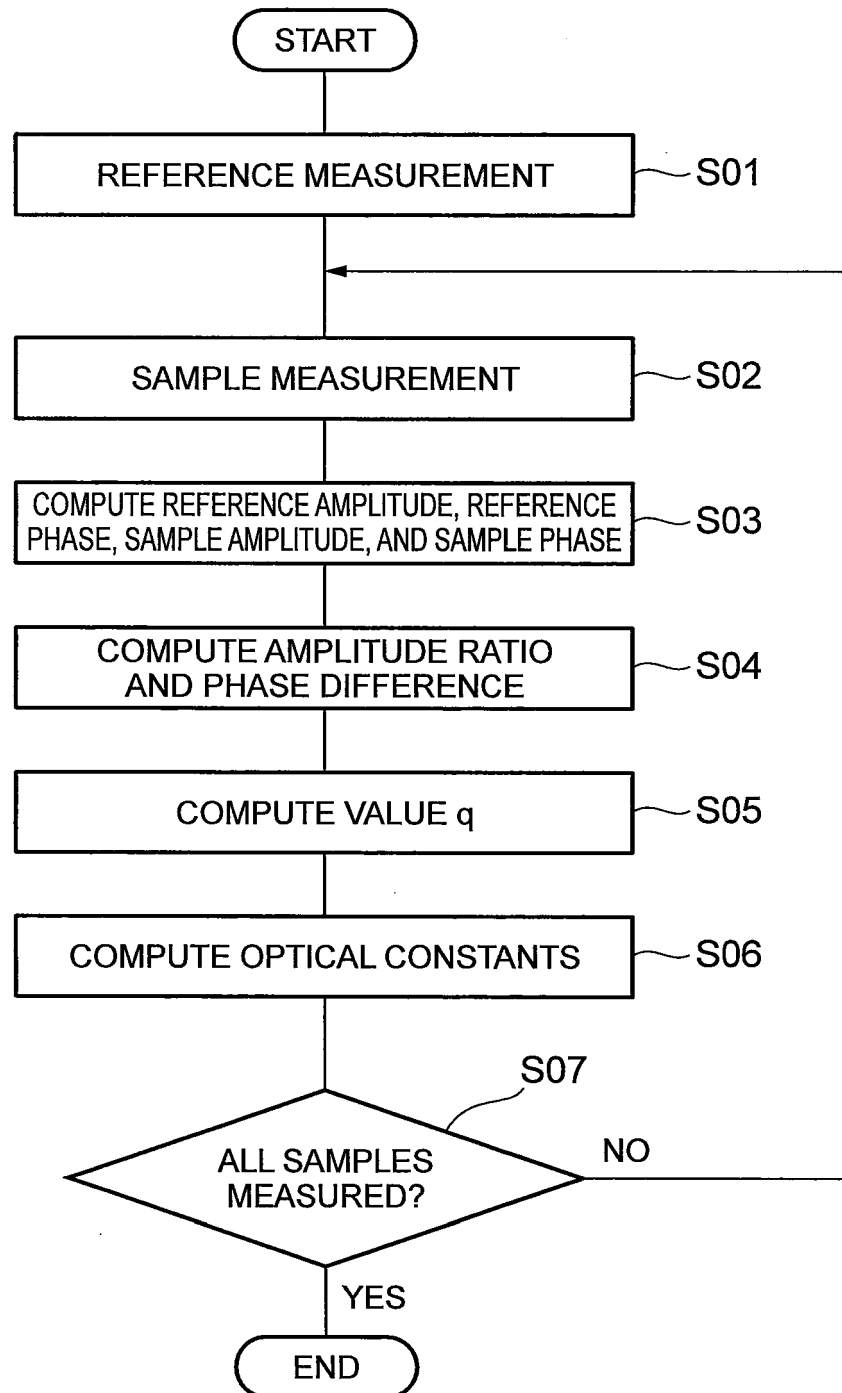 START
REFERENCE MEASUREMENT
S01
SAMPLE MEASUREMENT
S02
COMPUTE REFERENCE AMPLITUDE, REFERENCE
PHASE, SAMPLE AMPLITUDE, AND SAMPLE PHASE
S03
COMPUTE AMPLITUDE RATIO
AND PHASE DIFFERENCE
S04
COMPUTE VALUE q
S05
COMPUTE OPTICAL CONSTANTS
S06
S07
ALL SAMPLES
MEASURED?
NO
YES
END